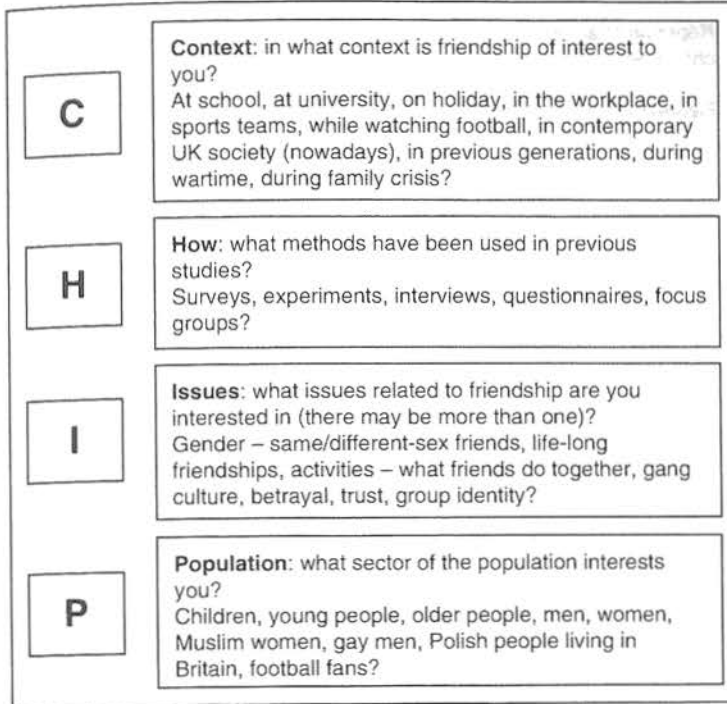 C
Context: in what context is friendship of interest to
you?
At school, at university, on holiday, in the workplace, in
sports teams, while watching football, in contemporary
UK society (nowadays), in previous generations, during
wartime, during family crisis?
H
How: what methods have been used in previous
studies?
Surveys, experiments, interviews, questionnaires, focus
groups?
I
Issues: what issues related to friendship are you
interested in (there may be more than one)?
Gender – same/different-sex friends, life-long
friendships, activities – what friends do together, gang
culture, betrayal, trust, group identity?
P
Population: what sector of the population interests
you?
Children, young people, older people, men, women,
Muslim women, gay men, Polish people living in
Britain, football fans?